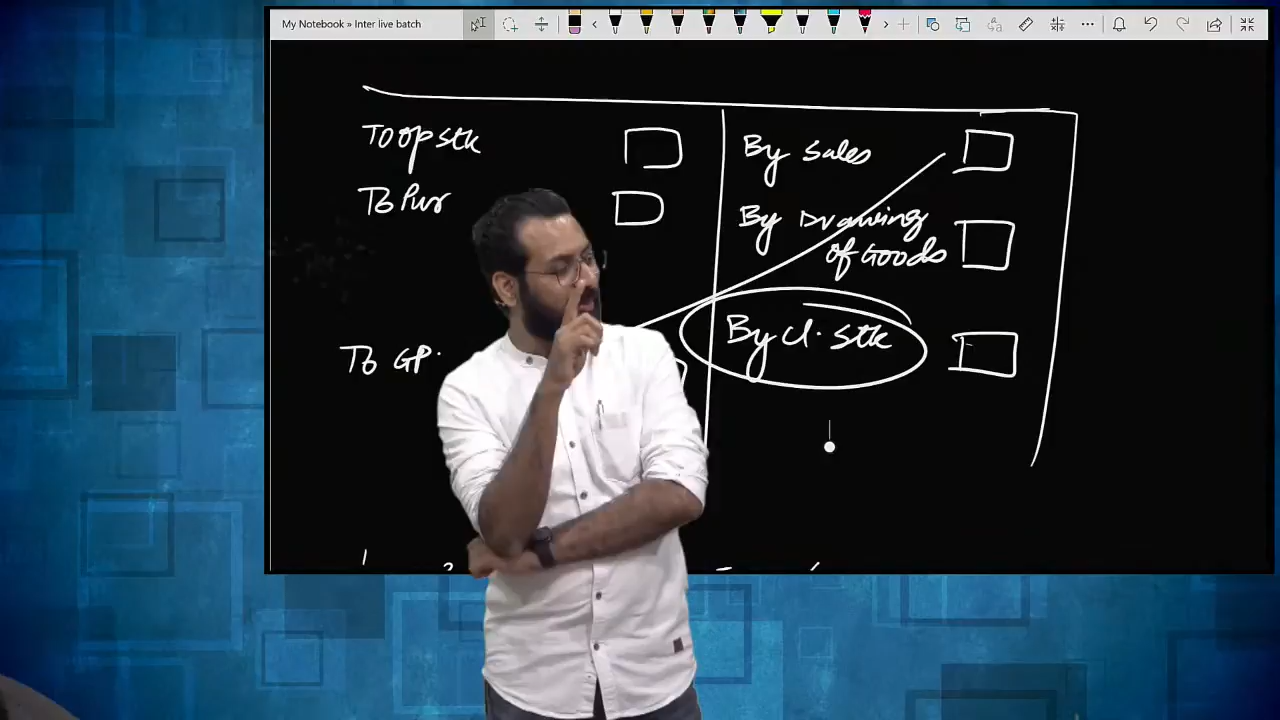 My Notebook » Inter live batch
To op stk
By Sales
To Pur
By Drawing
of Goods
By Cl. Stk
To GP.